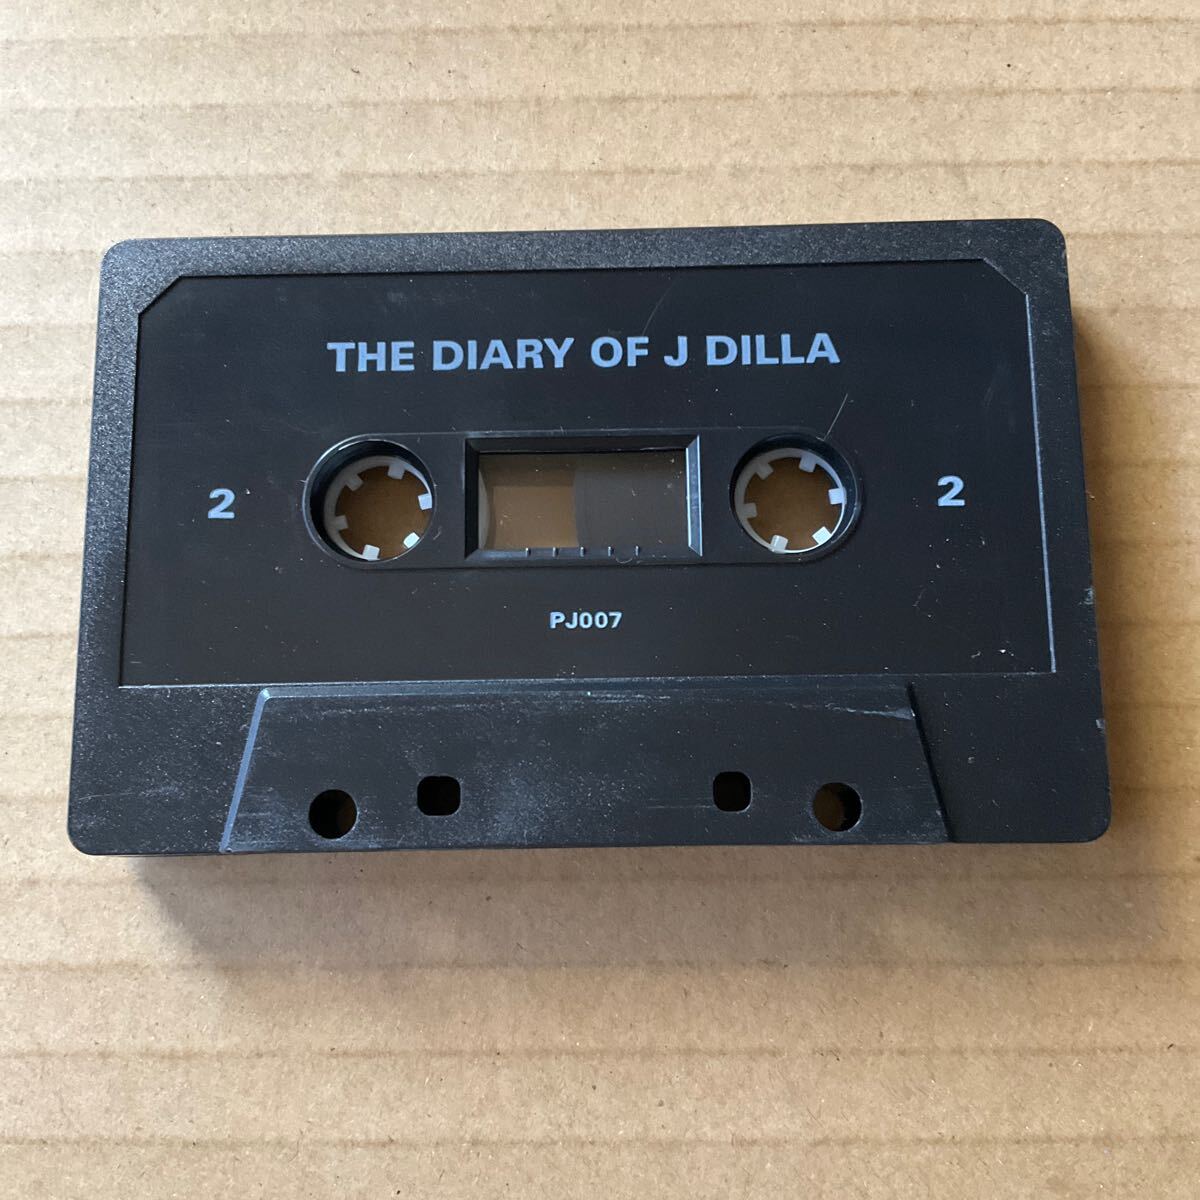 THE DIARY OF J DILLA
2 2
PJ007